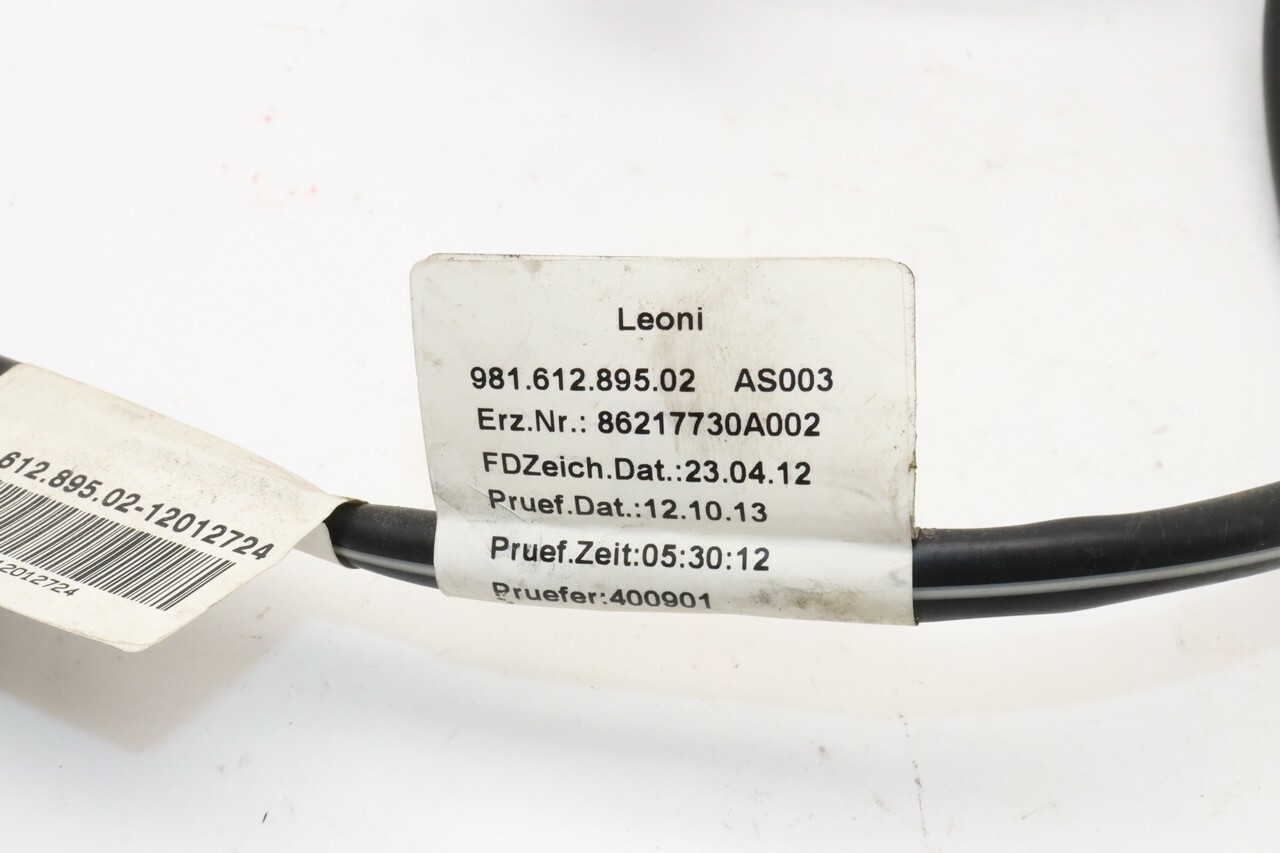 Leoni
981.612.895.02 AS003
Erz.Nr.: 86217730A002
FDZeich.Dat.:23.04.12
Pruef.Dat.:12.10.13
Pruef.Zeit:05:30:12
Pruefer:400901
612.895.02-12012724
12012724